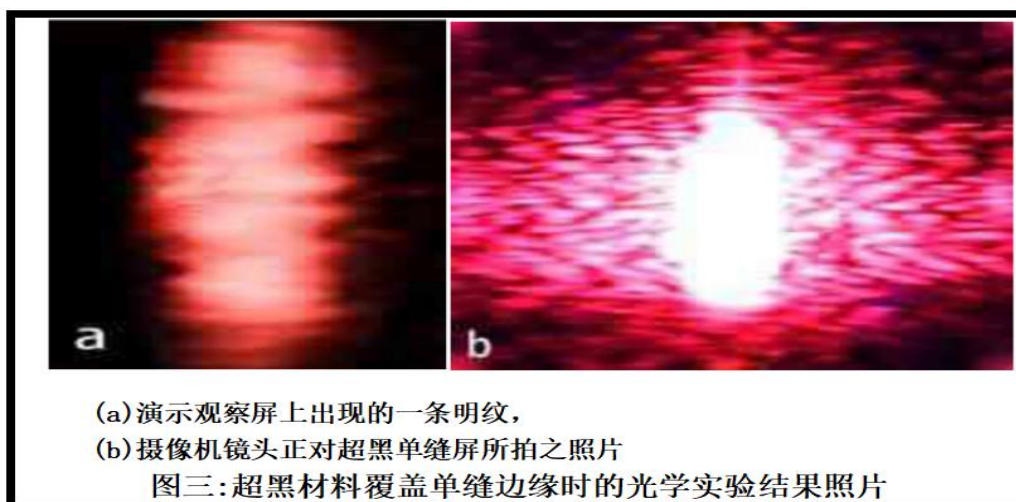 a
b
(a)演示观察屏上出现的一条明纹,
(b)摄像机镜头正对超黑单缝屏所拍之照片
图三:超黑材料覆盖单缝边缘时的光学实验结果照片